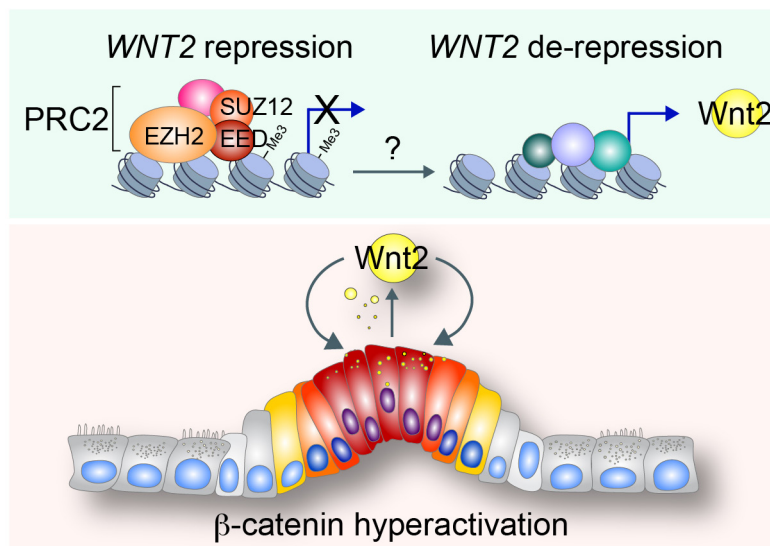 WNT2 repression
WNT2 de-repression
PRC2
SUZ12
EZH2
EED
Me3
X
Me3
?
Wnt2
Wnt2
β-catenin hyperactivation